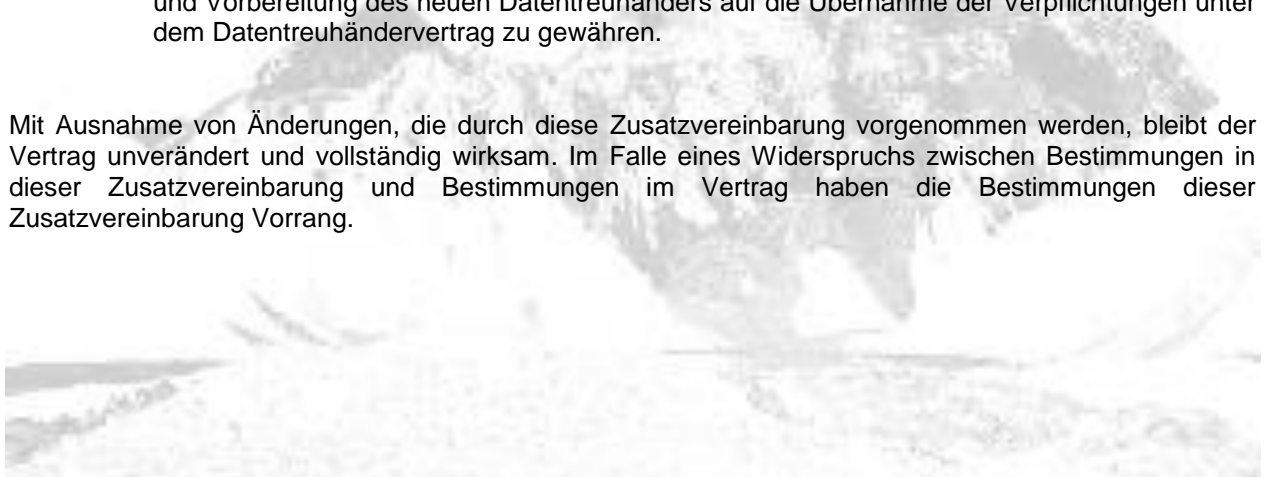 und Vorbereitung des neuen Datentreuhänders auf die Übernahme der Verpflichtungen unter
dem Datentreuhändervertrag zu gewähren.
Mit Ausnahme von Änderungen, die durch diese Zusatzvereinbarung vorgenommen werden, bleibt der
Vertrag unverändert und vollständig wirksam. Im Falle eines Widerspruchs zwischen Bestimmungen in
dieser Zusatzvereinbarung und Bestimmungen im Vertrag haben die Bestimmungen dieser
Zusatzvereinbarung Vorrang.